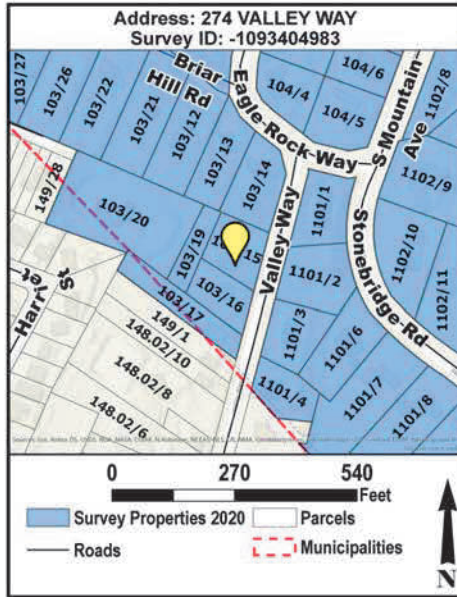 Address: 274 VALLEY WAY
Survey ID: -1093404983
103/27
103/26
103/22
103/21
103/12
103/13
103/14
Briar
Hill Rd
Eagle Rock Way
104/6
104/4
104/5
S Mountain
Ave
1102/8
1102/9
1102/10
1102/11
149/28
103/20
103/19
103/16
103/17
Valley Way
1101/1
1101/2
1101/3
1101/4
1101/6
1101/7
1101/8
Stonebridge Rd
Harryet
St
149/1
148.02/10
148.02/8
148.02/6
0 270 540
Feet
Survey Properties 2020
Parcels
Roads
Municipalities
N